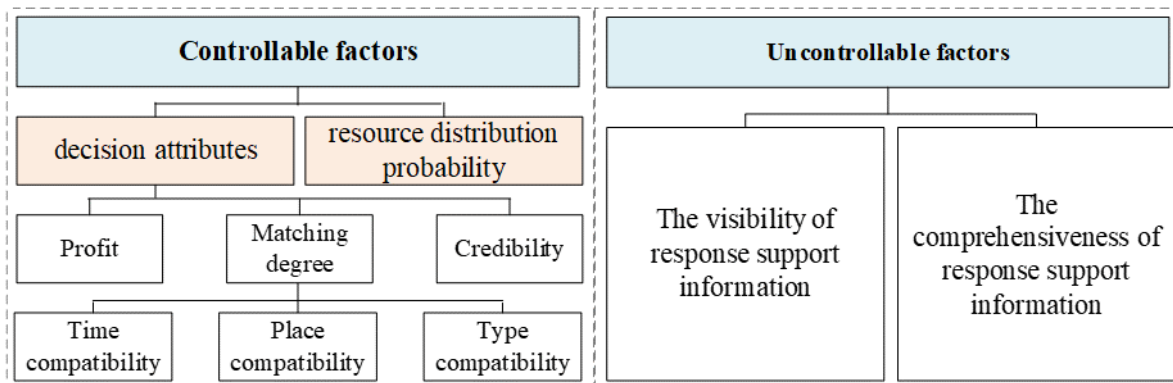 Controllable factors
decision attributes
resource distribution
probability
Profit
Matching
degree
Credibility
Time
compatibility
Place
compatibility
Type
compatibility
Uncontrollable factors
The visibility of
response support
information
The
comprehensiveness of
response support
information